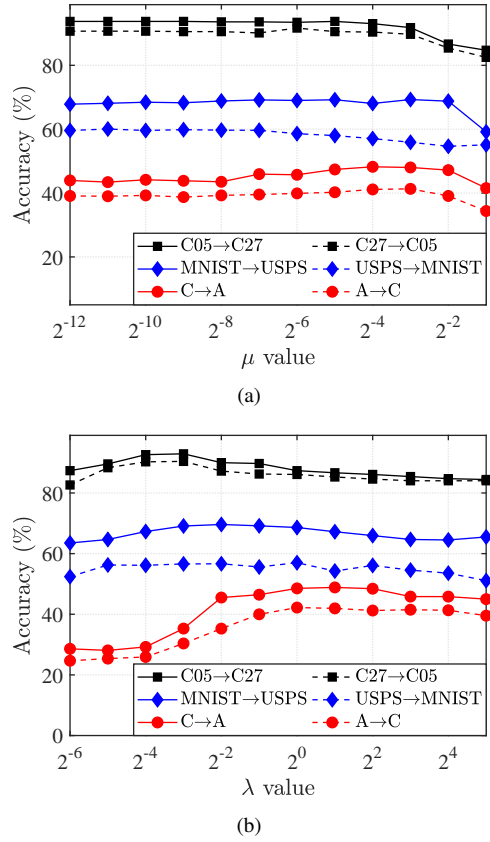 Accuracy (%)
80
60
40
20
C05→C27 C27→C05
MNIST→USPS USPS→MNIST
C→A A→C
2^-12 2^-10 2^-8 2^-6 2^-4 2^-2
μ value
(a)
Accuracy (%)
80
60
40
20
0
C05→C27 C27→C05
MNIST→USPS USPS→MNIST
C→A A→C
2^-6 2^-4 2^-2 2^0 2^2 2^4
λ value
(b)